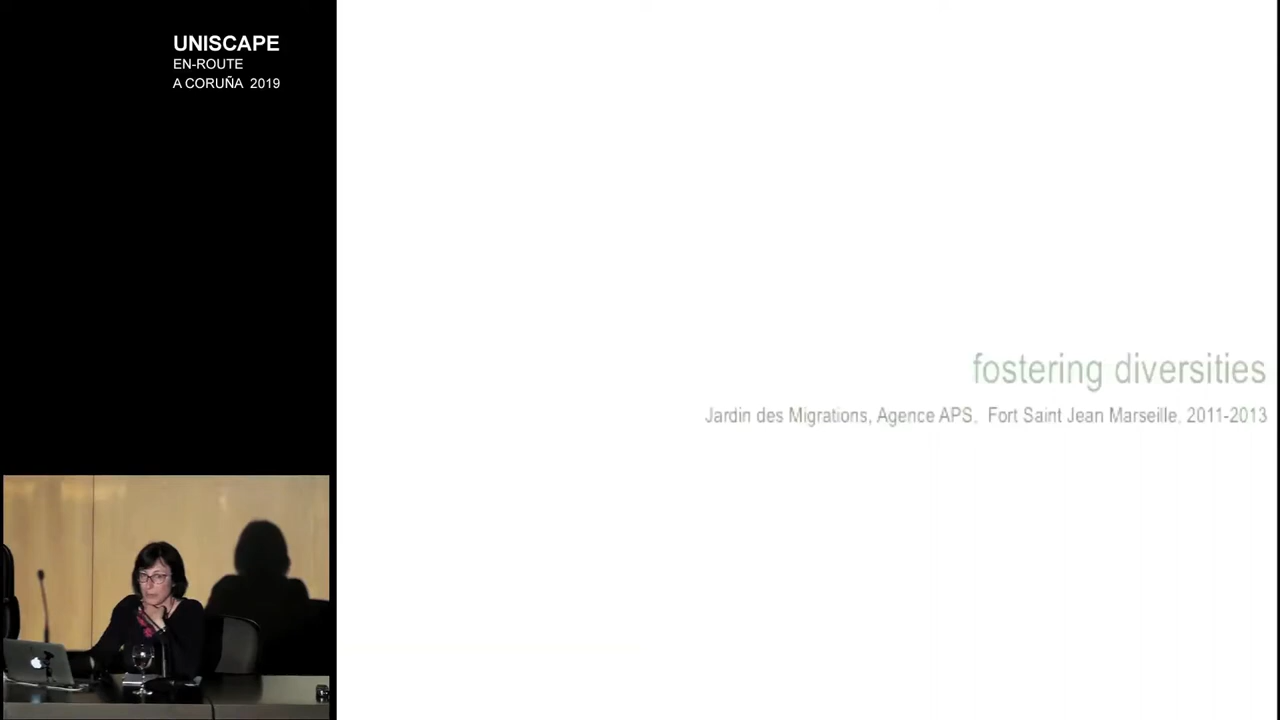 UNISCAPE
EN-ROUTE
A CORUÑA 2019
fostering diversities
Jardin des Migrations, Agence APS, Fort Saint Jean Marseille, 2011-2013